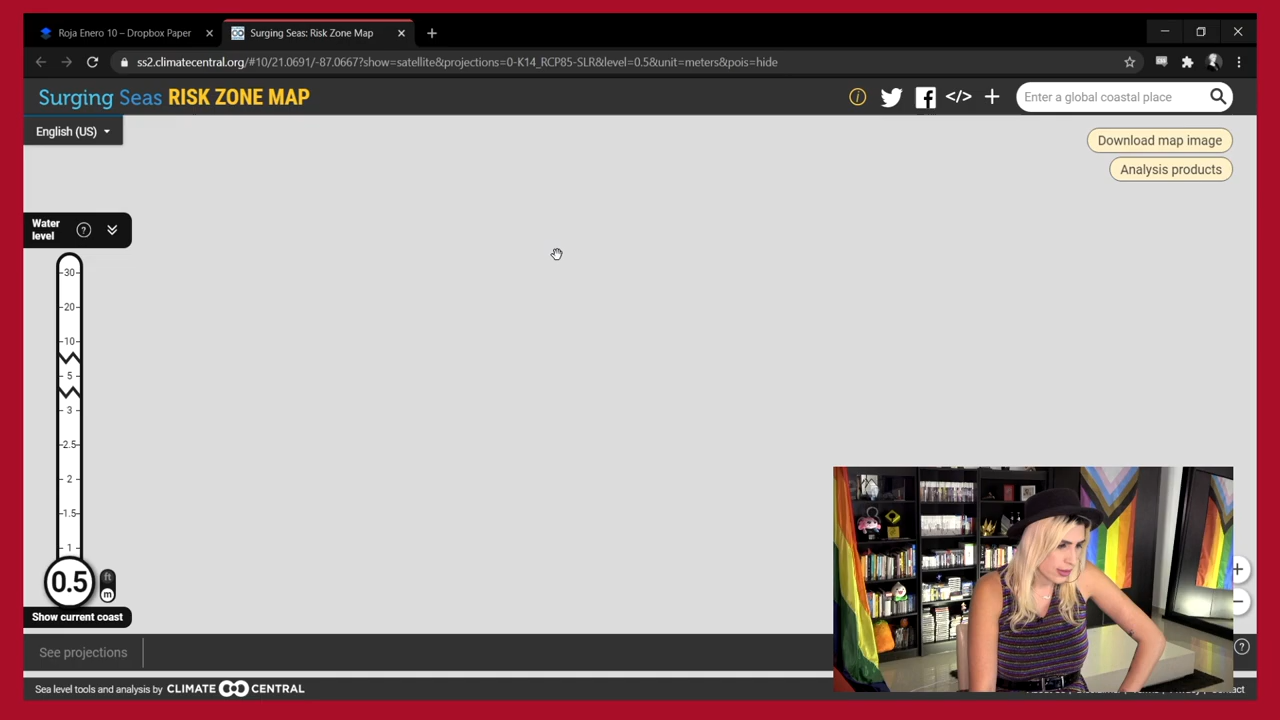 Roja Enero 10 – Dropbox Paper
Surging Seas: Risk Zone Map
ss2.climatecentral.org/#10/21.0691/-87.0667?show=satellite&projections=0-K14_RCP85-SLR&level=0.5&unit=meters&pois=hide
Surging Seas RISK ZONE MAP
Enter a global coastal place
English (US)
Download map image
Analysis products
Water
level
?
30
20
10
5
3
2.5
2
1.5
1
0.5
ft
m
Show current coast
See projections
?
Sea level tools and analysis by CLIMATE CENTRAL